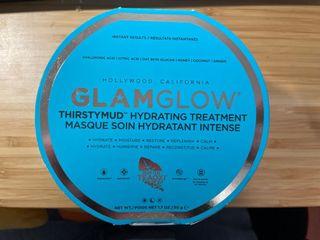 INSTANT RESULTS / RÉSULTATS INSTANTANÉS
HYALURONIC ACID / CITRIC ACID / OAT BETA GLUCAN / HONEY / COCONUT / GINGER
HOLLYWOOD, CALIFORNIA
GLAMGLOW®
THIRSTYMUD™ HYDRATING TREATMENT
MASQUE SOIN HYDRATANT INTENSE
• HYDRATE • MOISTURE • RESTORE • REPLENISH • CALM •
• HYDRATE • HUMIDIFIE • REPARE • RECONSTITUE • CALME •
NET WT./POIDS NET 1.7 OZ / 50 g e